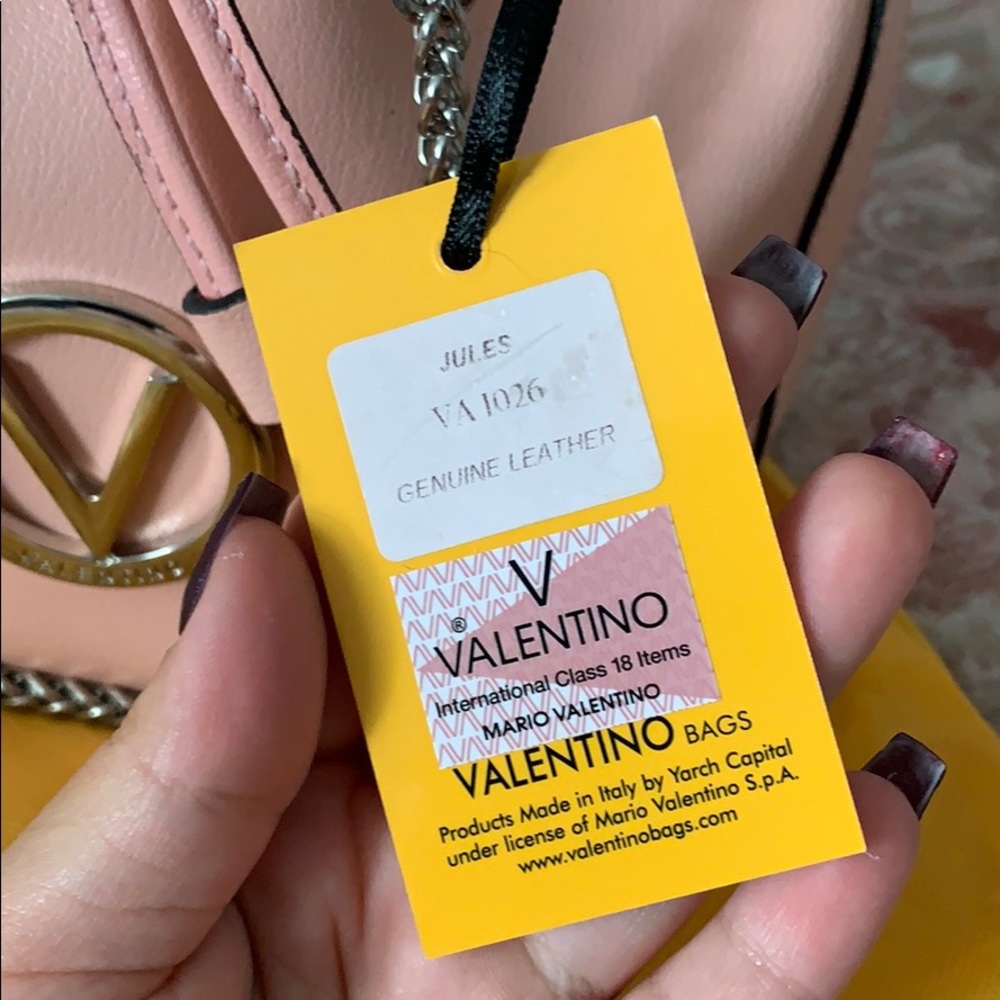 JULES
VA 1026
GENUINE LEATHER
V
® VALENTINO
International Class 18 Items
MARIO VALENTINO
VALENTINO BAGS
Products Made in Italy by Yarch Capital
under license of Mario Valentino S.p.A.
www.valentinobags.com
V
VALENTINO